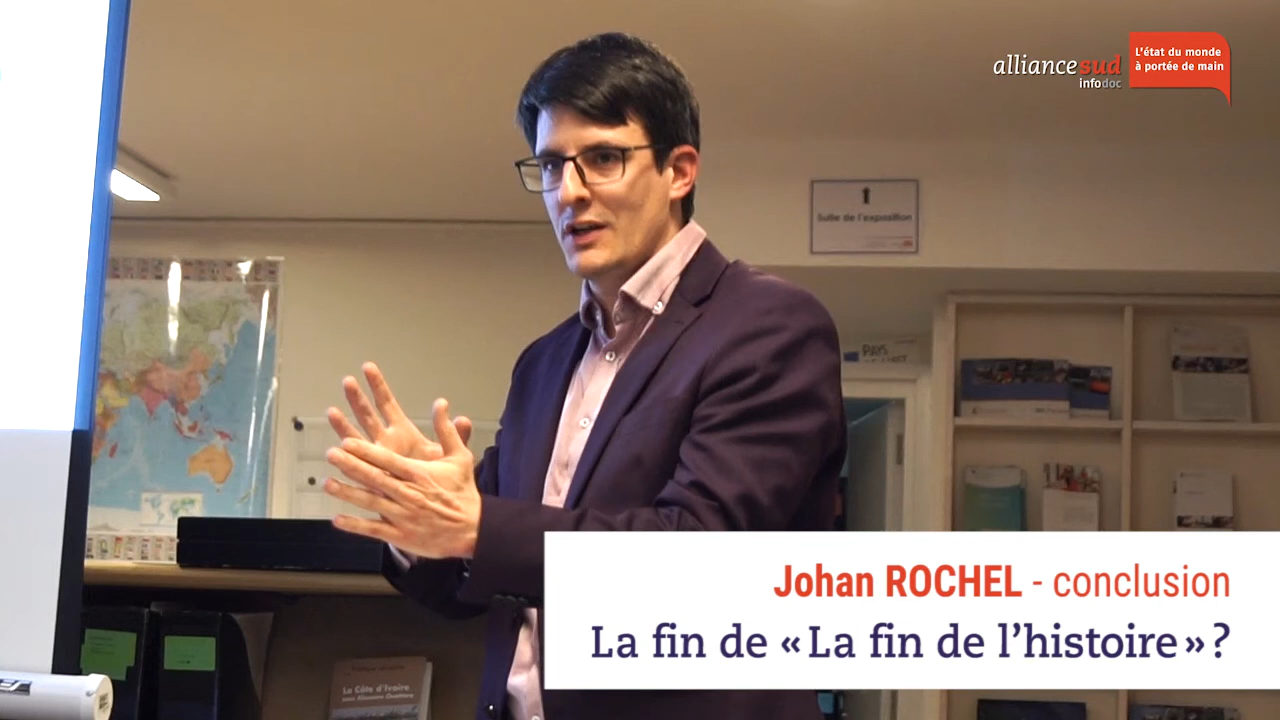 alliancesud
infodoc
L'état du monde
à portée de main
Suite de l'exposition
PAYS
La Côte d'Ivoire
Johan ROCHEL - conclusion
La fin de « La fin de l'histoire » ?